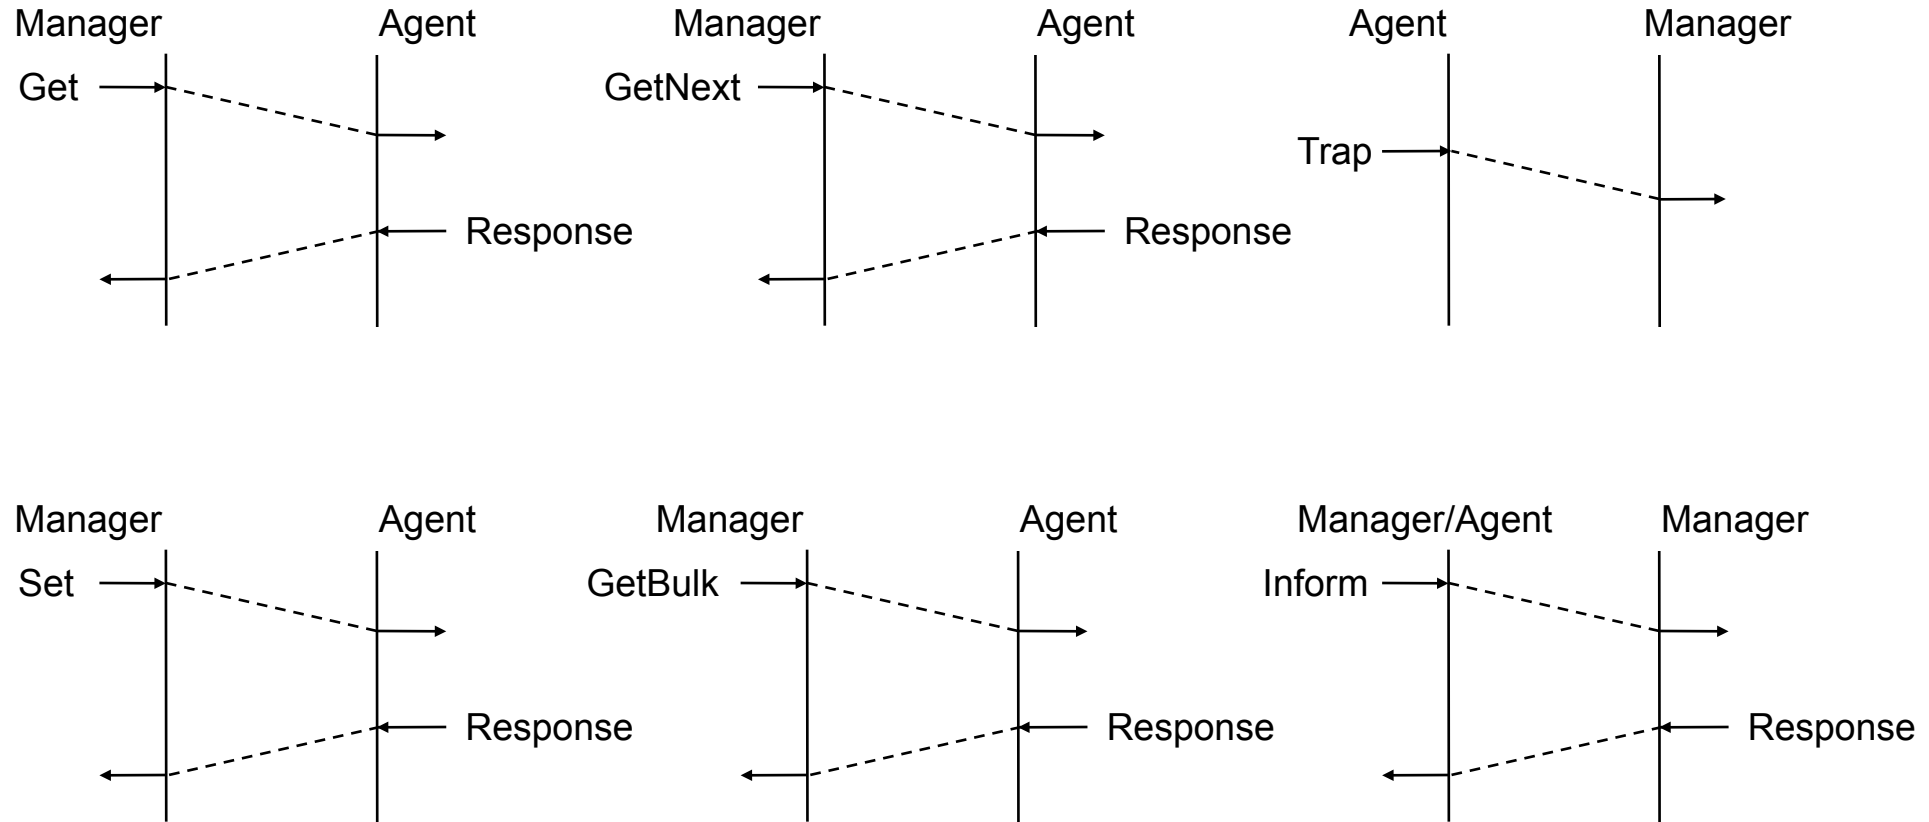 Manager Agent
Get
Response
Manager Agent
GetNext
Response
Agent Manager
Trap
Manager Agent
Set
Response
Manager Agent
GetBulk
Response
Manager/Agent Manager
Inform
Response